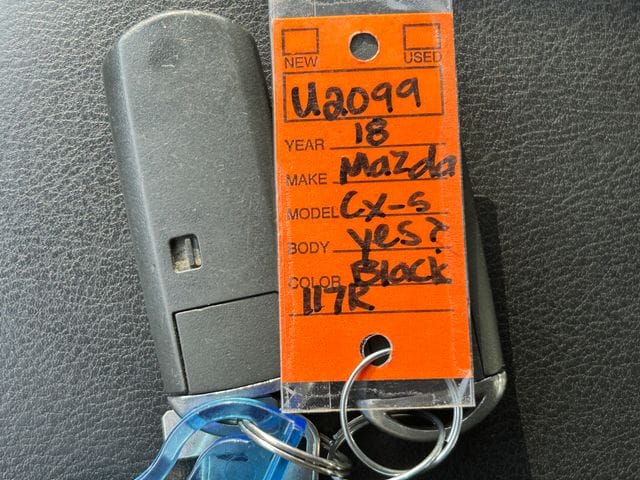 NEW USED
U2099
YEAR 18
MAKE Mazda
MODEL CX-5
BODY yes?
COLOR Black
117R